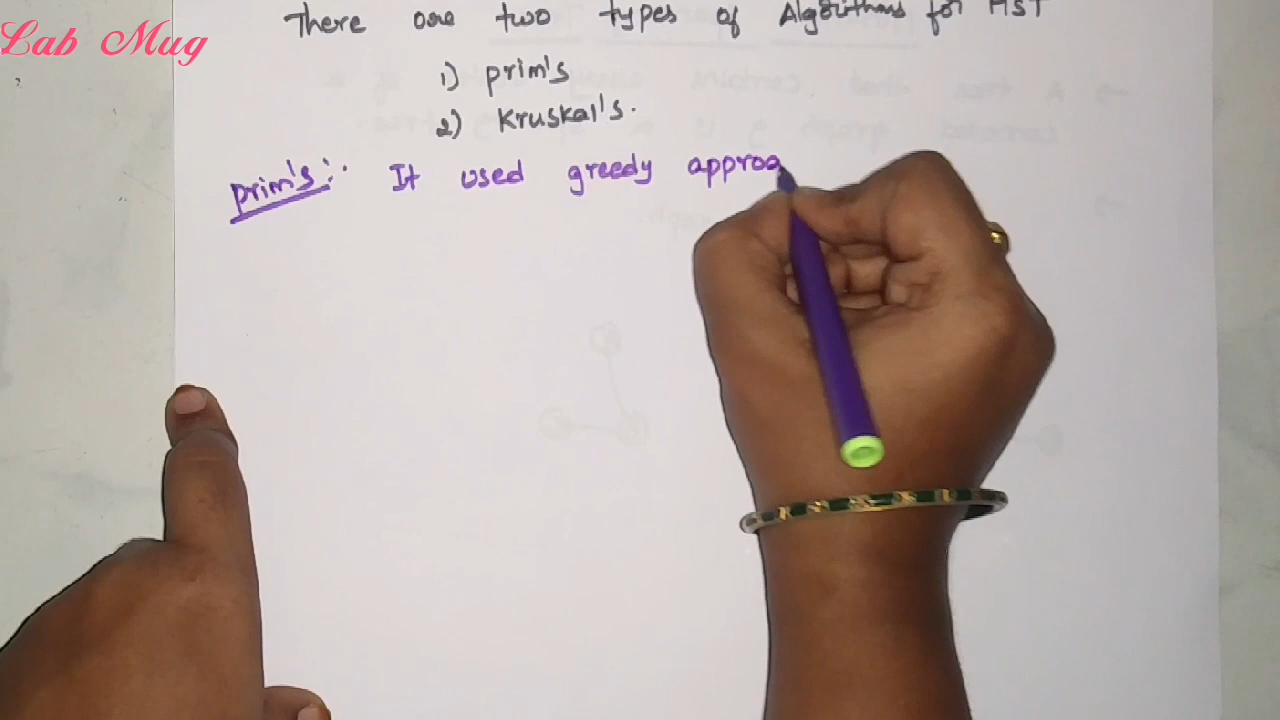 Lab Mug
There are two types of Algorithms for MST
1) prim's
2) Kruskal's.
prim's:- It used greedy approa